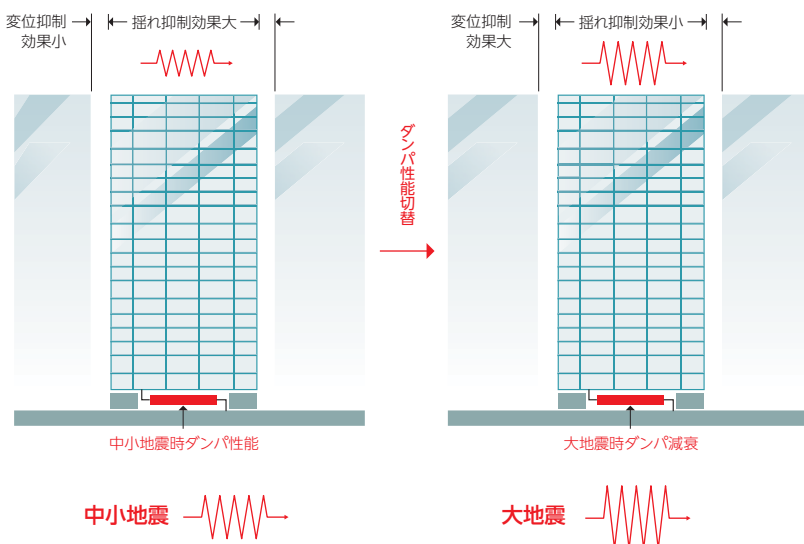 変位抑制
効果小
揺れ抑制効果大
変位抑制
効果大
揺れ抑制効果小
ダンパ性能切替
中小地震時ダンパ性能
大地震時ダンパ減衰
中小地震
大地震